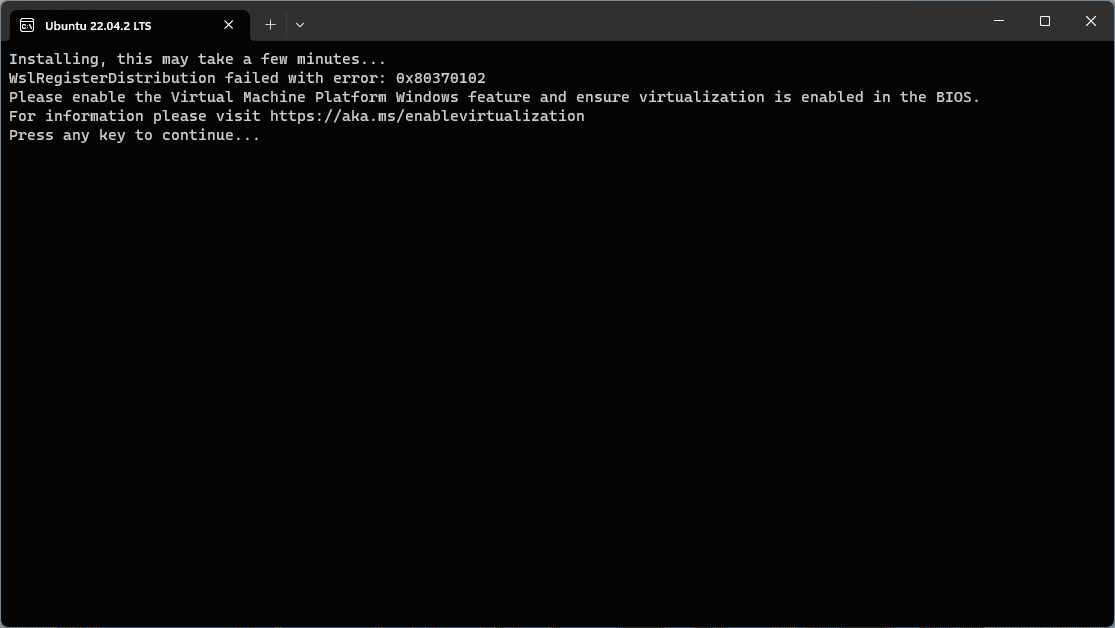 Ubuntu 22.04.2 LTS
Installing, this may take a few minutes...
WslRegisterDistribution failed with error: 0x80370102
Please enable the Virtual Machine Platform Windows feature and ensure virtualization is enabled in the BIOS.
For information please visit https://aka.ms/enablevirtualization
Press any key to continue...